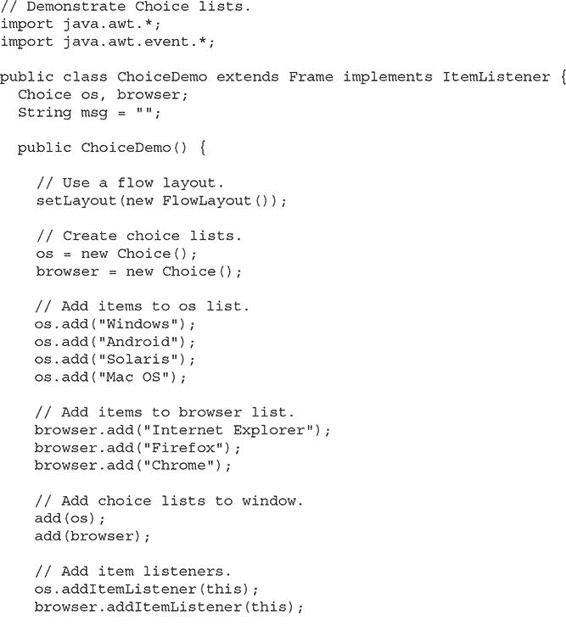 // Demonstrate Choice lists.
import java.awt.*;
import java.awt.event.*;

public class ChoiceDemo extends Frame implements ItemListener {
  Choice os, browser;
  String msg = "";

  public ChoiceDemo() {

    // Use a flow layout.
    setLayout(new FlowLayout());

    // Create choice lists.
    os = new Choice();
    browser = new Choice();

    // Add items to os list.
    os.add("Windows");
    os.add("Android");
    os.add("Solaris");
    os.add("Mac OS");

    // Add items to browser list.
    browser.add("Internet Explorer");
    browser.add("Firefox");
    browser.add("Chrome");

    // Add choice lists to window.
    add(os);
    add(browser);

    // Add item listeners.
    os.addItemListener(this);
    browser.addItemListener(this);